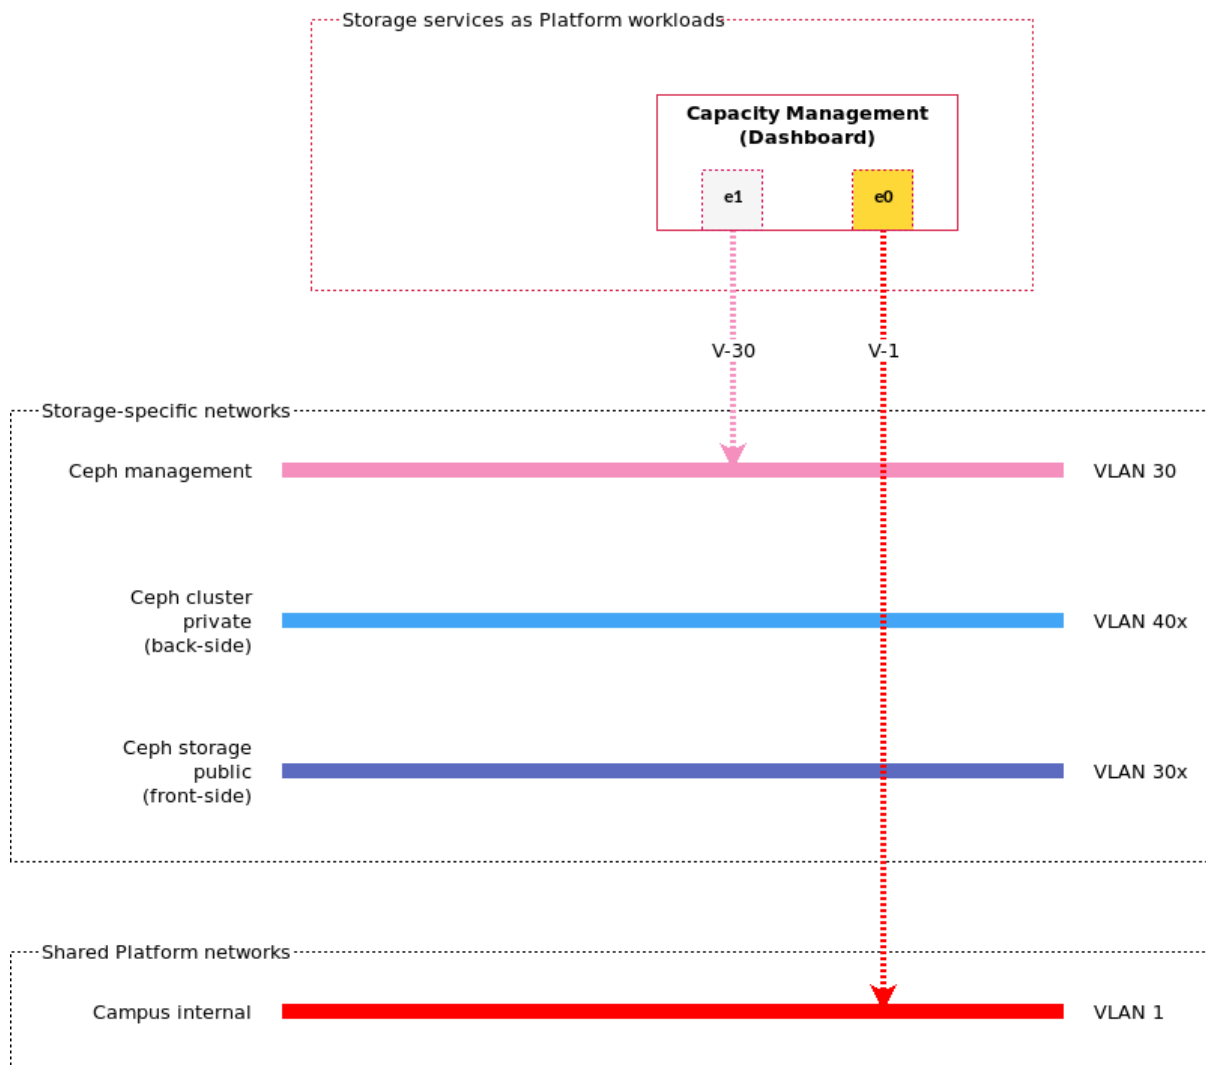 Storage services as Platform workloads
Capacity Management
(Dashboard)
e1
e0
V-30
V-1
Storage-specific networks
Ceph management
VLAN 30
Ceph cluster
private
(back-side)
VLAN 40x
Ceph storage
public
(front-side)
VLAN 30x
Shared Platform networks
Campus internal
VLAN 1